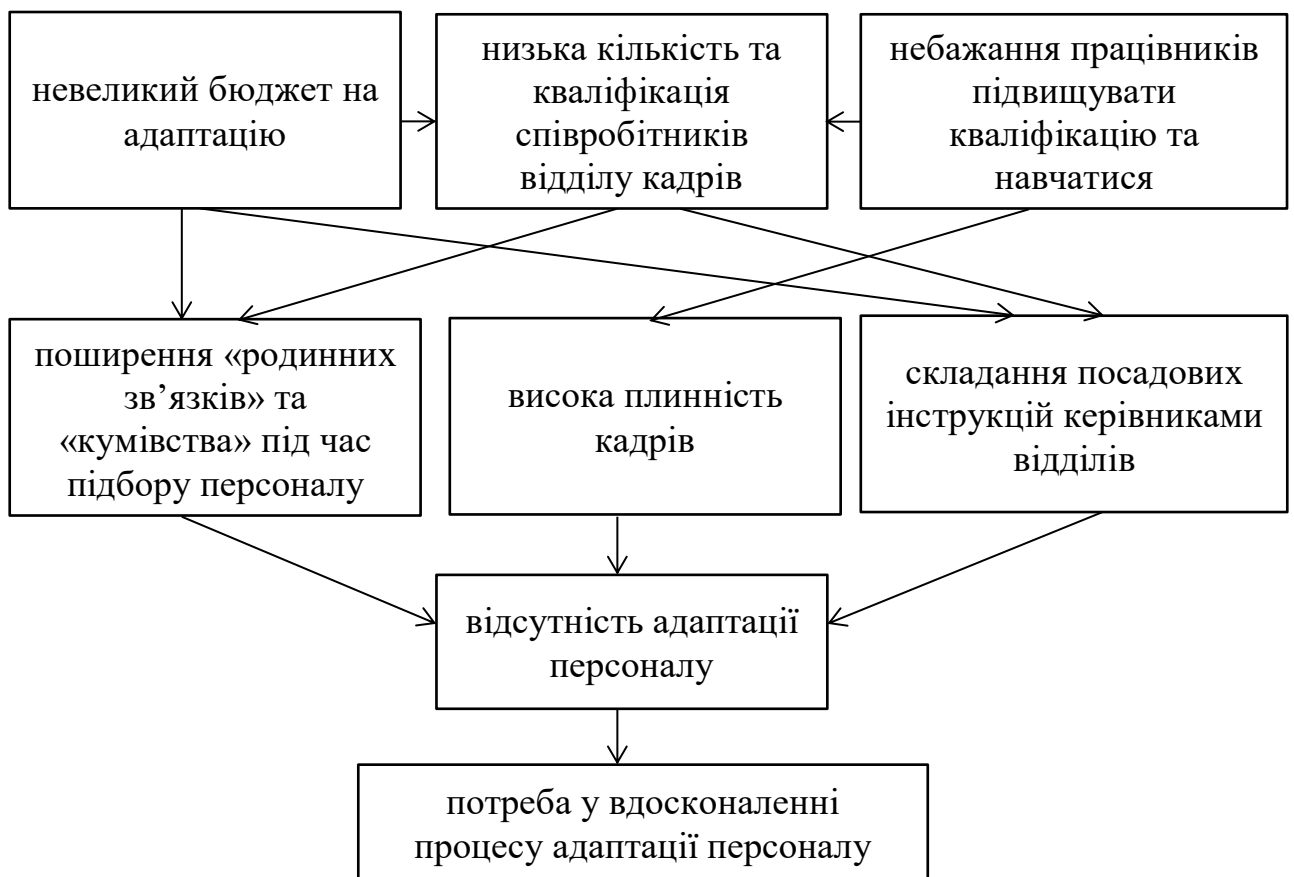 невеликий бюджет на
адаптацію
низька кількість та
кваліфікація
співробітників
відділу кадрів
небажання працівників
підвищувати
кваліфікацію та
навчатися
поширення «родинних
зв’язків» та
«кумівства» під час
підбору персоналу
висока плинність
кадрів
складання посадових
інструкцій керівниками
відділів
відсутність адаптації
персоналу
потреба у вдосконаленні
процесу адаптації персоналу